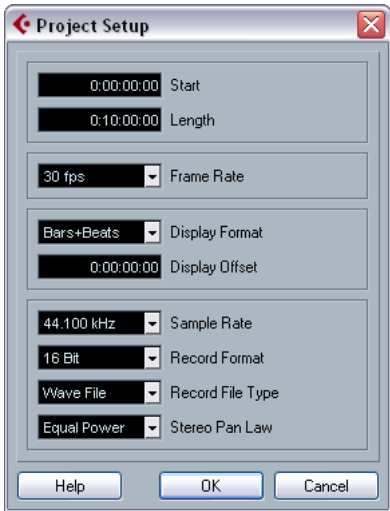 Project Setup
0:00:00:00 Start
0:10:00:00 Length
30 fps Frame Rate
Bars+Beats Display Format
0:00:00:00 Display Offset
44.100 kHz Sample Rate
16 Bit Record Format
Wave File Record File Type
Equal Power Stereo Pan Law
Help OK Cancel